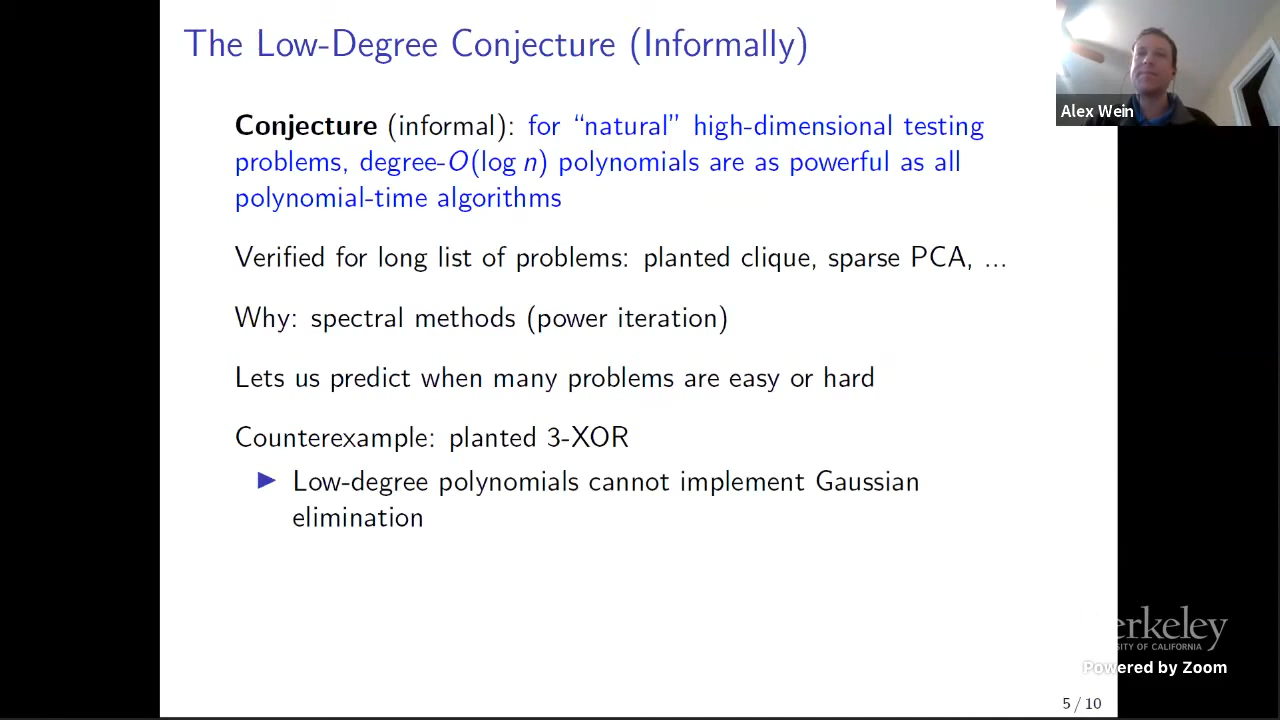 The Low-Degree Conjecture (Informally)
Alex Wein
Conjecture (informal): for “natural” high-dimensional testing
problems, degree-O(log n) polynomials are as powerful as all
polynomial-time algorithms
Verified for long list of problems: planted clique, sparse PCA, ...
Why: spectral methods (power iteration)
Lets us predict when many problems are easy or hard
Counterexample: planted 3-XOR
▶ Low-degree polynomials cannot implement Gaussian
elimination
erkeley
SITY OF CALIFORNIA
Powered by Zoom
5 / 10